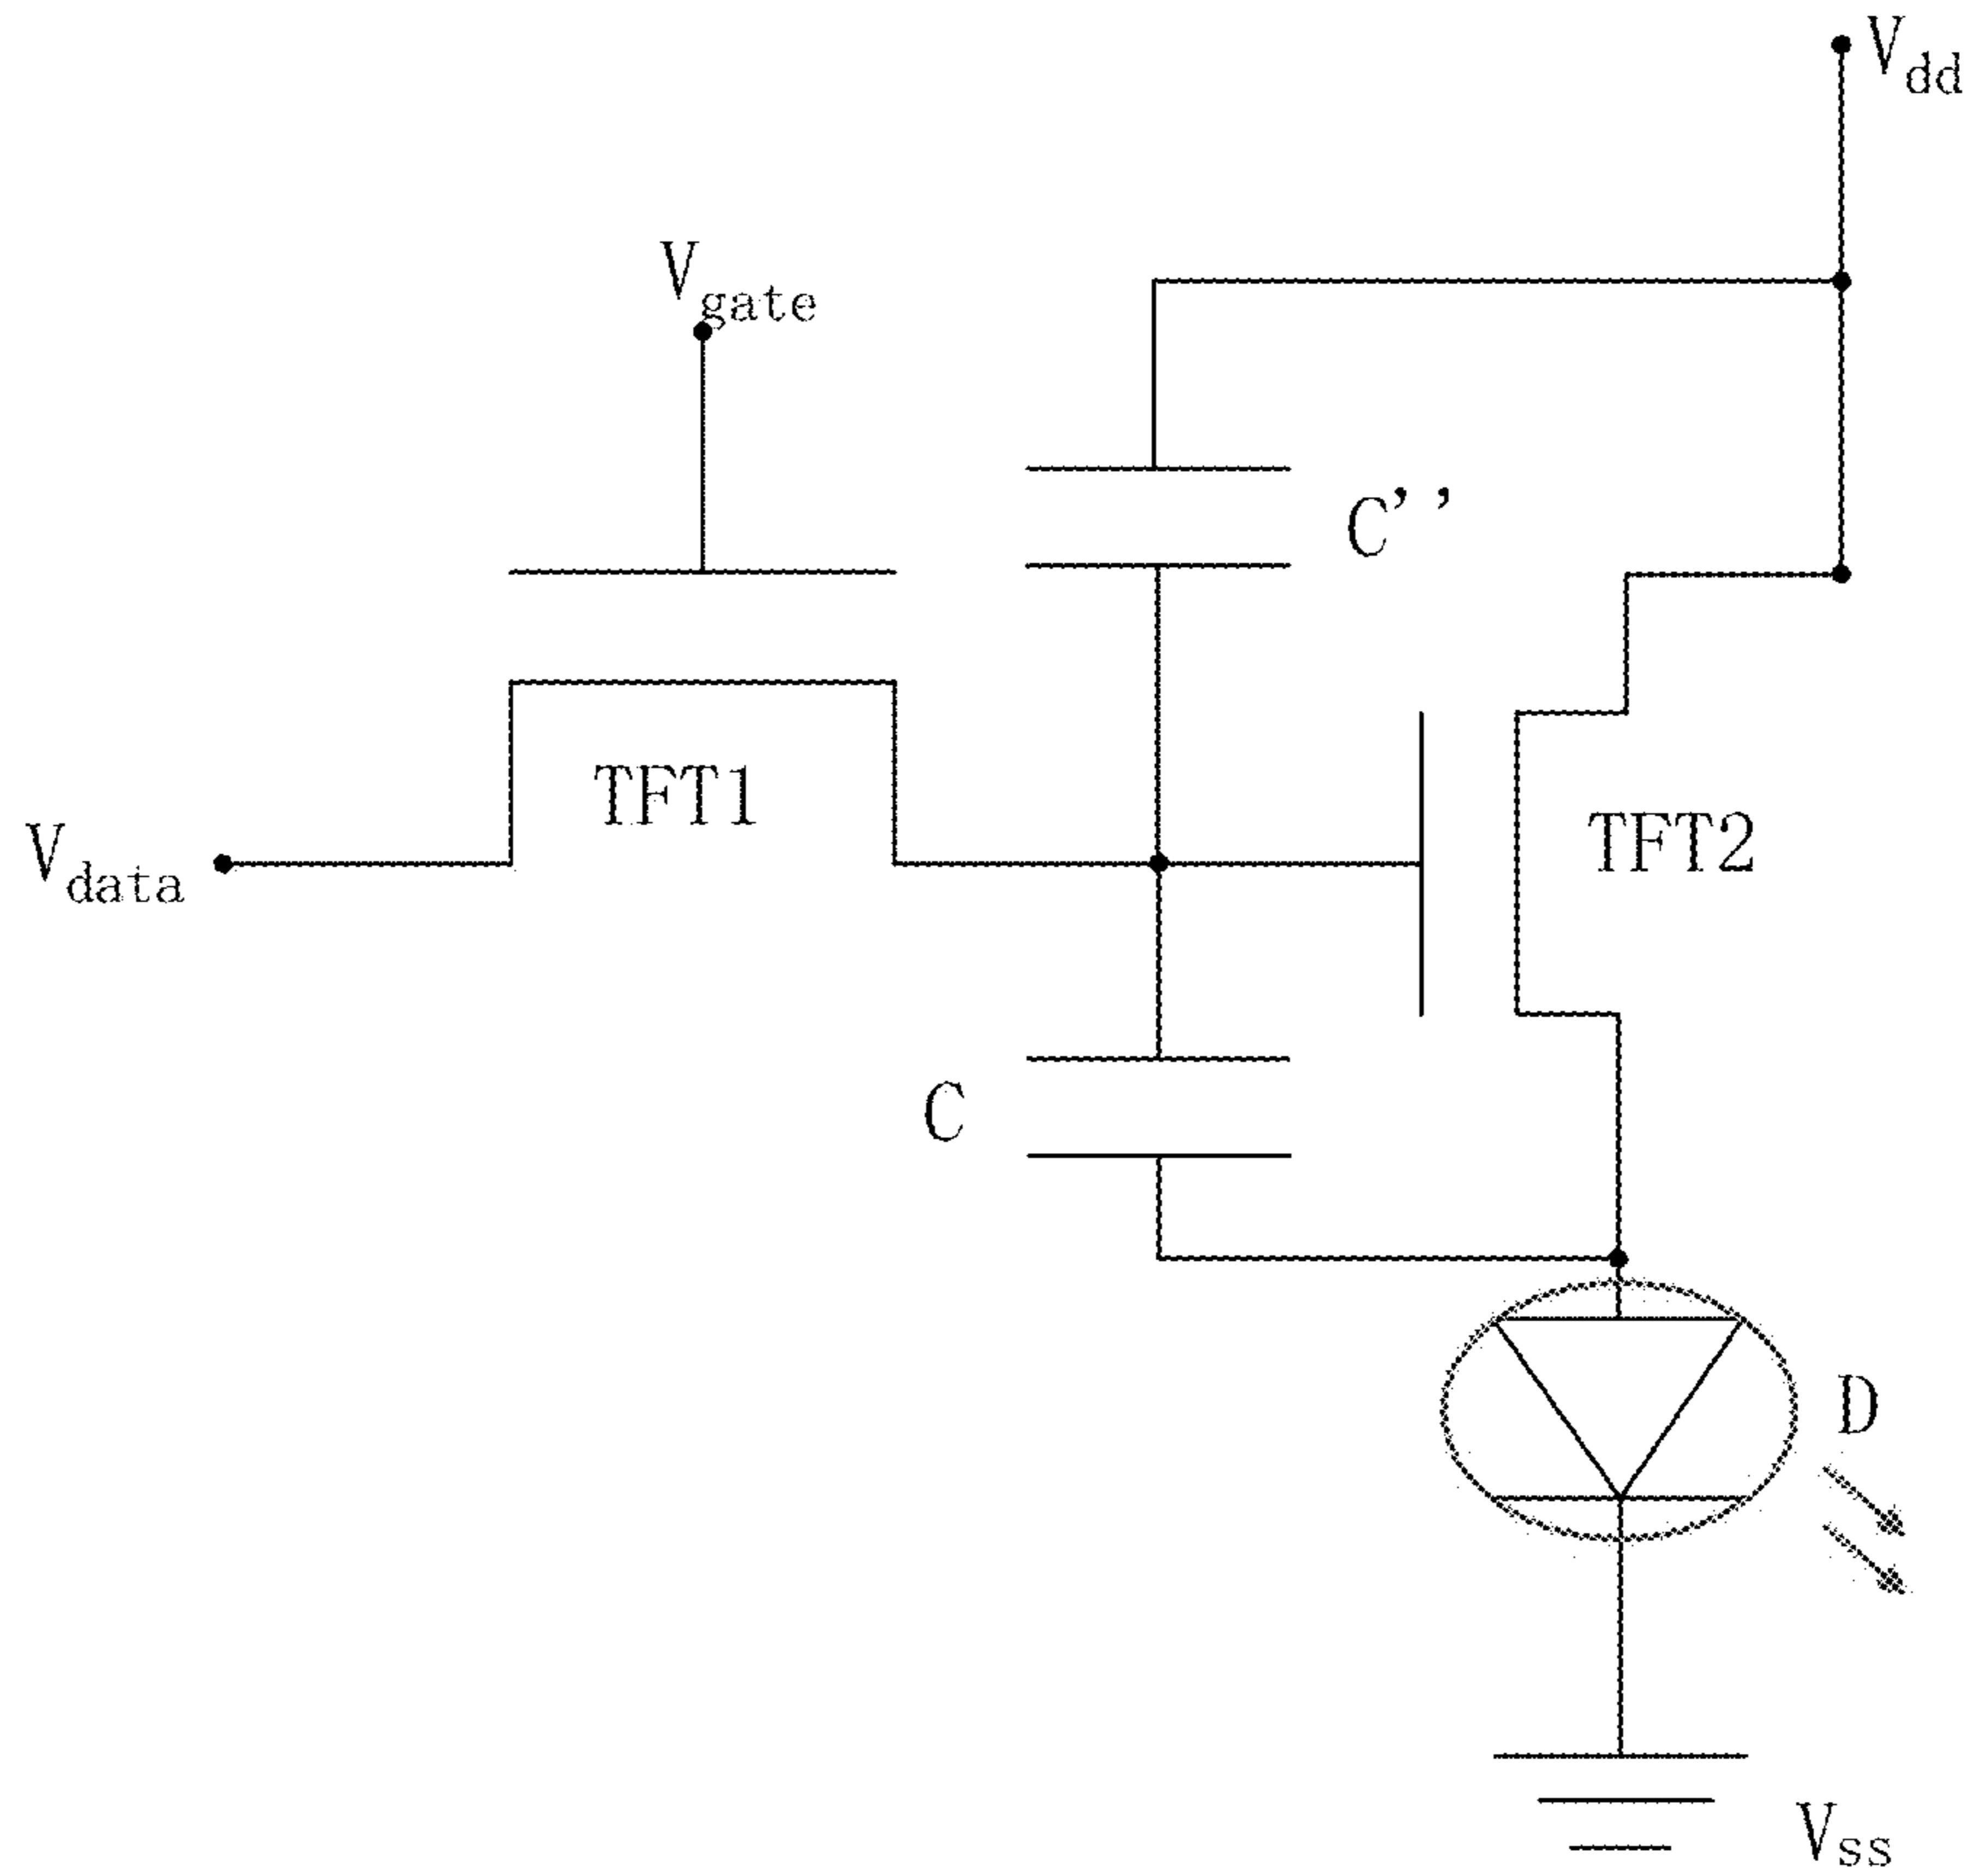 Vdd
Vgate
C''
TFT1
TFT2
Vdata
C
D
Vss